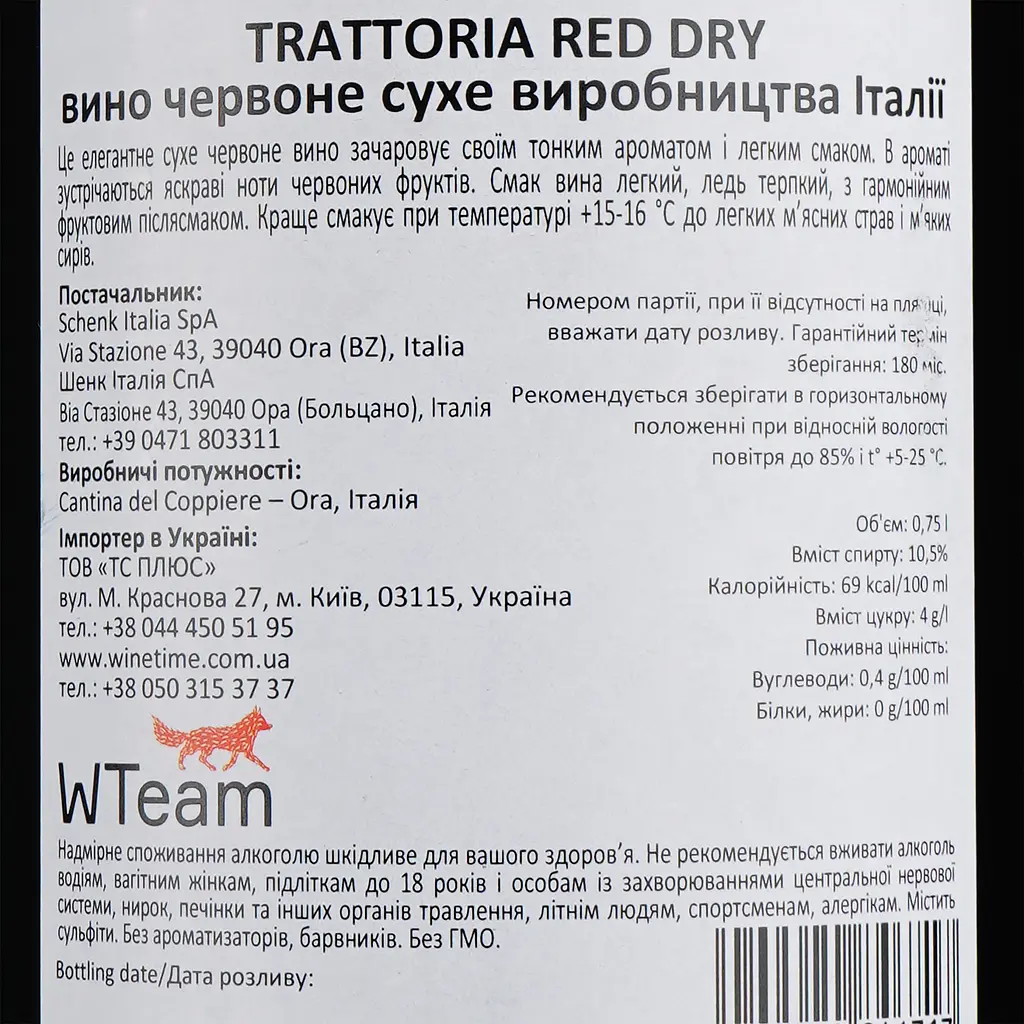 TRATTORIA RED DRY
вино червоне сухе виробництва Італії
Це елегантне сухе червоне вино зачаровує своїм тонким ароматом і легким смаком. В ароматі
зустрічаються яскраві ноти червоних фруктів. Смак вина легкий, ледь терпкий, з гармонійним
фруктовим післясмаком. Краще смакує при температурі +15-16 °C до легких м'ясних страв і м'яких
сирів.
Постачальник:
Schenk Italia SpA
Via Stazione 43, 39040 Ora (BZ), Italia
Шенк Італія СпА
Віа Стазіоне 43, 39040 Ора (Больцано), Італія
тел.: +39 0471 803311
Виробничі потужності:
Cantina del Coppiere – Ora, Італія
Імпортер в Україні:
ТОВ «ТС ПЛЮС»
вул. М. Краснова 27, м. Київ, 03115, Україна
тел.: +38 044 450 51 95
www.winetime.com.ua
тел.: +38 050 315 37 37
WTeam
Номером партії, при її відсутності на пляшці,
вважати дату розливу. Гарантійний термін
зберігання: 180 міс.
Рекомендується зберігати в горизонтальному
положенні при відносній вологості
повітря до 85% і t° +5-25 °C.
Об'єм: 0,75 l
Вміст спирту: 10,5%
Калорійність: 69 kcal/100 ml
Вміст цукру: 4 g/l
Поживна цінність:
Вуглеводи: 0,4 g/100 ml
Білки, жири: 0 g/100 ml
Надмірне споживання алкоголю шкідливе для вашого здоров'я. Не рекомендується вживати алкоголь
водіям, вагітним жінкам, підліткам до 18 років і особам із захворюваннями центральної нервової
системи, нирок, печінки та інших органів травлення, літнім людям, спортсменам, алергікам. Містить
сульфіти. Без ароматизаторів, барвників. Без ГМО.
Bottling date/Дата розливу: